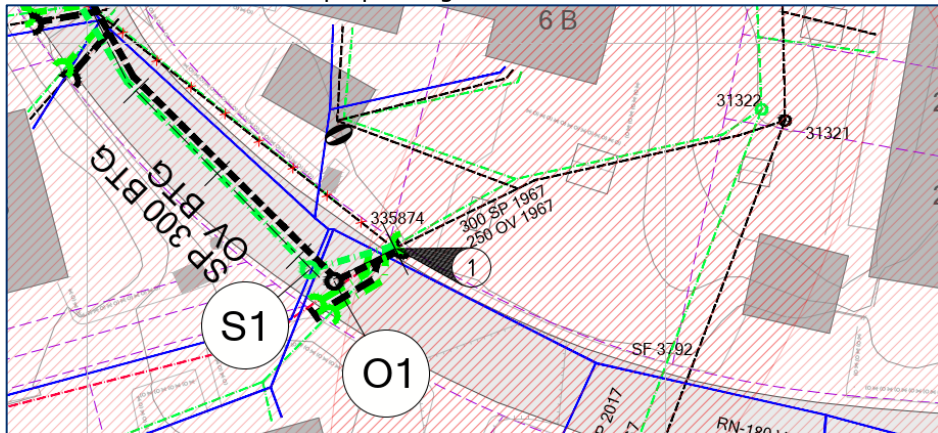 6 B
31322
31321
SP 300 BTG
OV BTG
335874
300 SP 1967
250 OV 1967
1
S1
O1
SF 3792
P 2017
RN-180